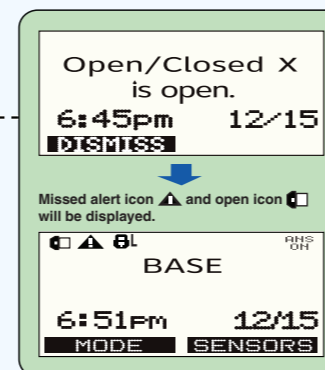 Open/Closed X
is open.
6:45PM 12/15
DISMISS
Missed alert icon and open icon
will be displayed.
L ANS
ON
BASE
6:51PM 12/15
MODE SENSORS